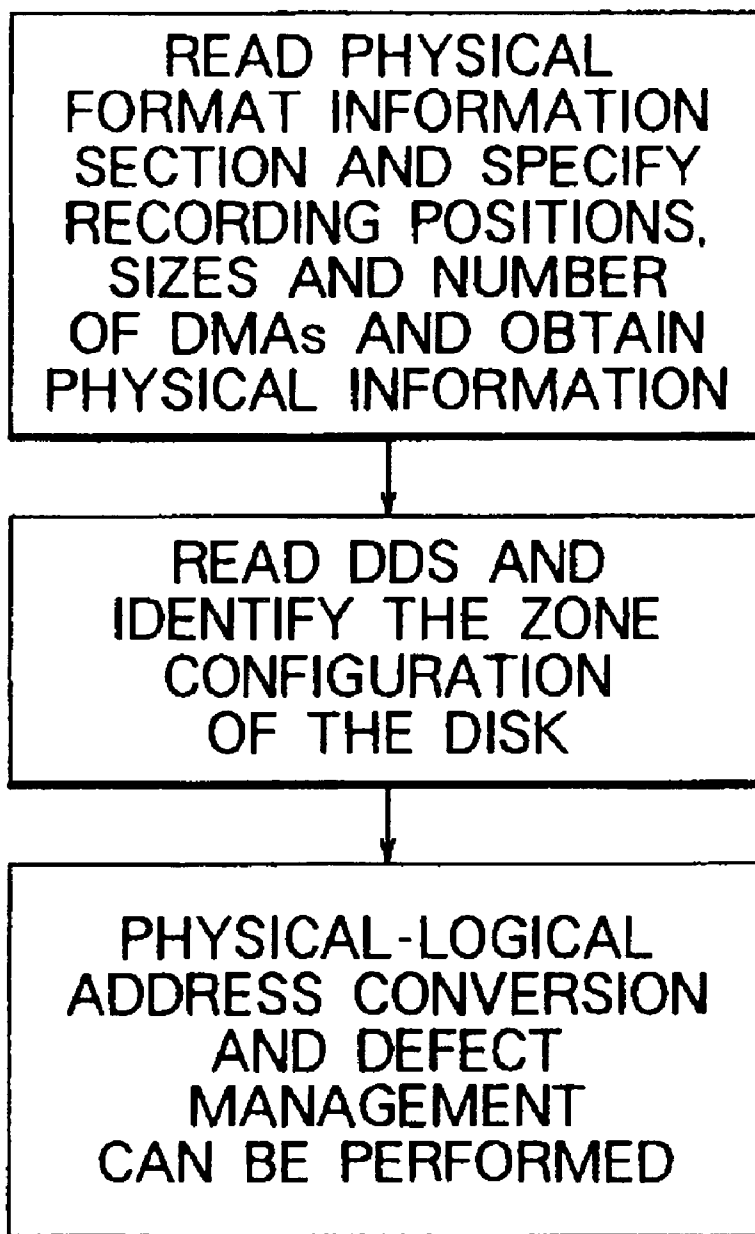 READ PHYSICAL
FORMAT INFORMATION
SECTION AND SPECIFY
RECORDING POSITIONS,
SIZES AND NUMBER
OF DMAs AND OBTAIN
PHYSICAL INFORMATION
READ DDS AND
IDENTIFY THE ZONE
CONFIGURATION
OF THE DISK
PHYSICAL-LOGICAL
ADDRESS CONVERSION
AND DEFECT
MANAGEMENT
CAN BE PERFORMED